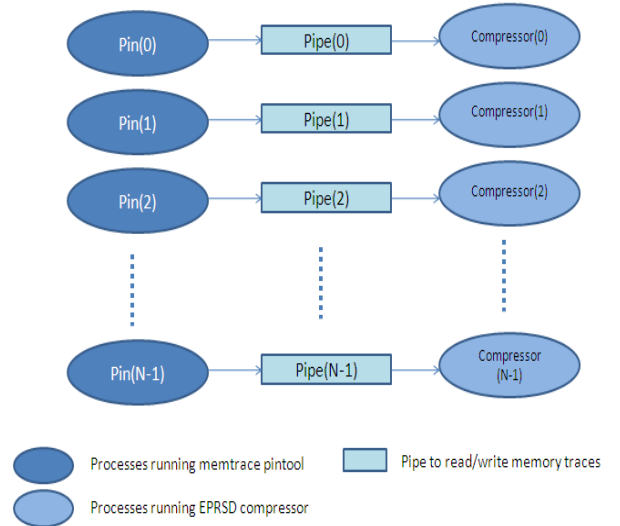 Pin(0)
Pipe(0)
Compressor(0)
Pin(1)
Pipe(1)
Compressor(1)
Pin(2)
Pipe(2)
Compressor(2)
Pin(N-1)
Pipe(N-1)
Compressor
(N-1)
Processes running memtrace pintool
Pipe to read/write memory traces
Processes running EPRSD compressor